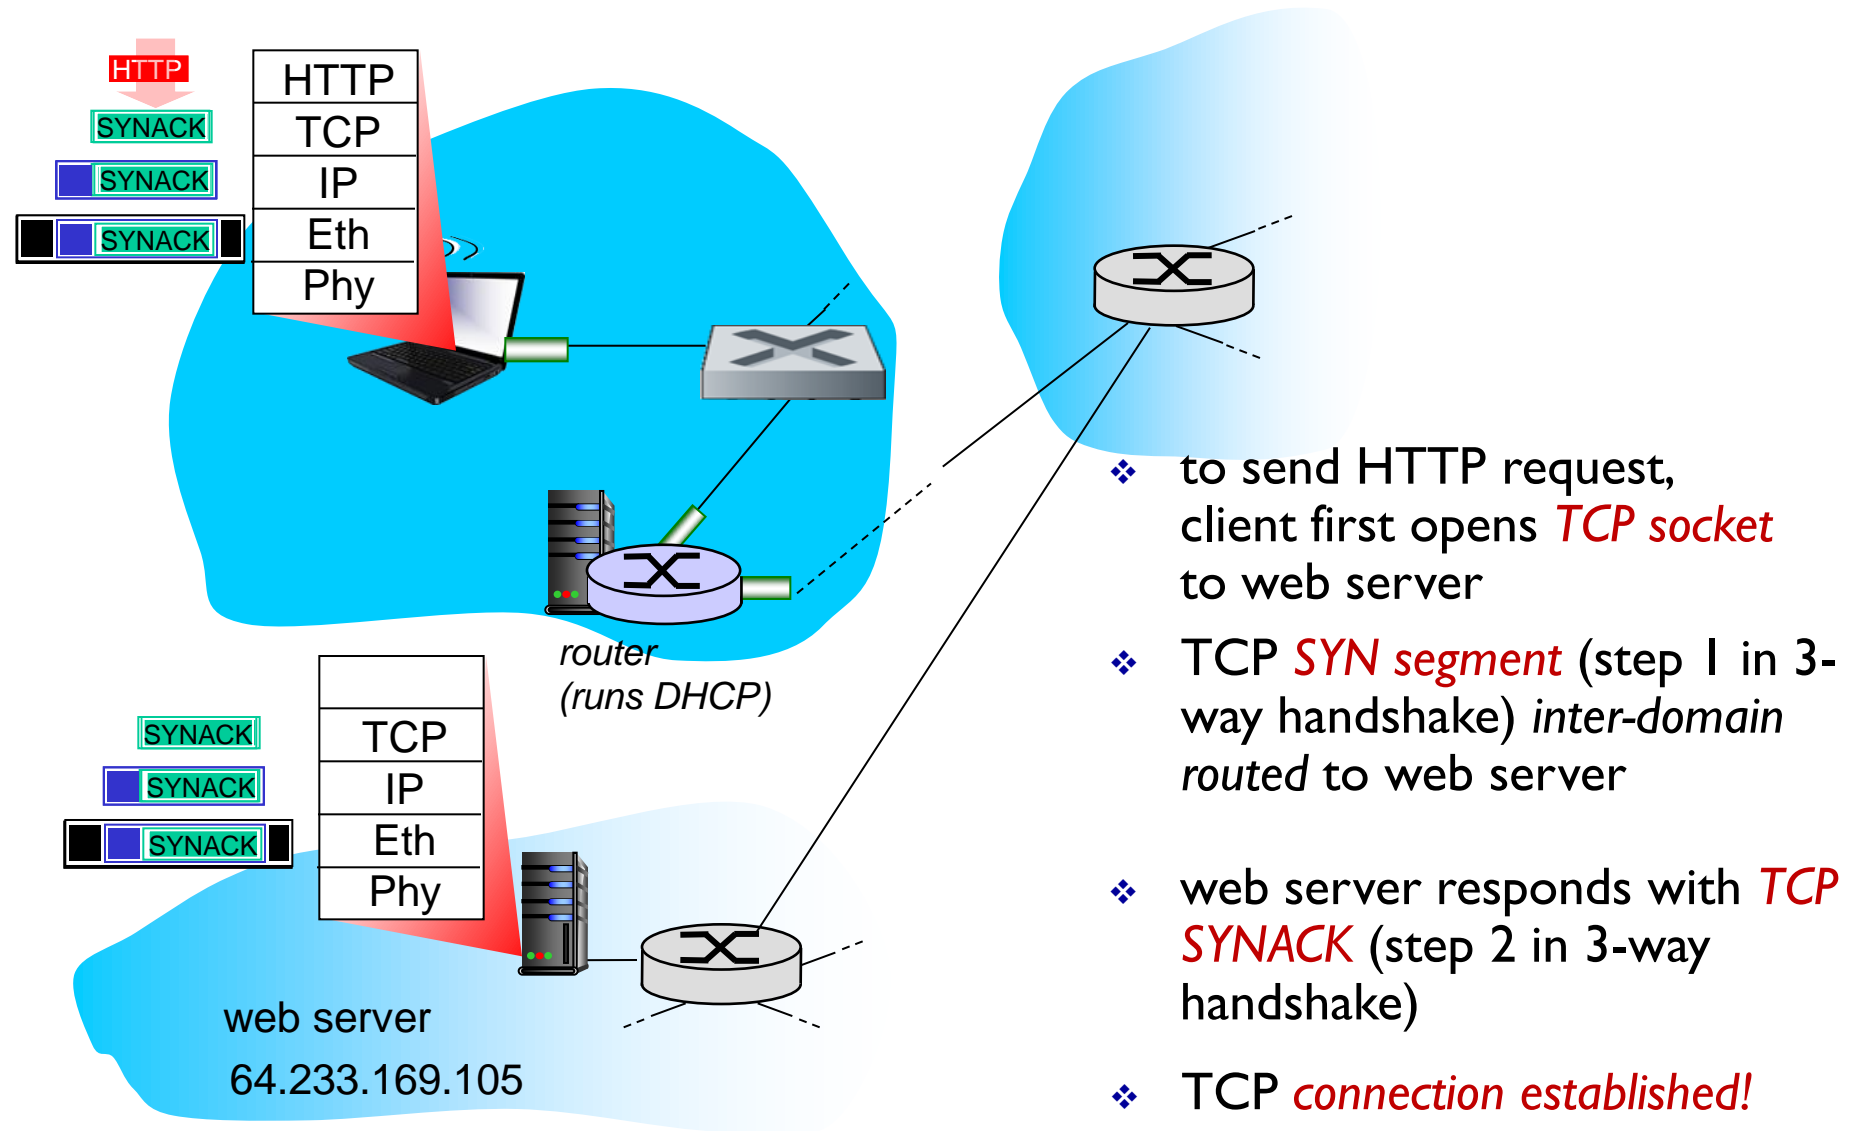 HTTP
SYNACK
SYNACK
SYNACK
HTTP
TCP
IP
Eth
Phy
router
(runs DHCP)
SYNACK
SYNACK
SYNACK
TCP
IP
Eth
Phy
web server
64.233.169.105
to send HTTP request,
client first opens TCP socket
to web server
TCP SYN segment (step 1 in 3-
way handshake) inter-domain
routed to web server
web server responds with TCP
SYNACK (step 2 in 3-way
handshake)
TCP connection established!